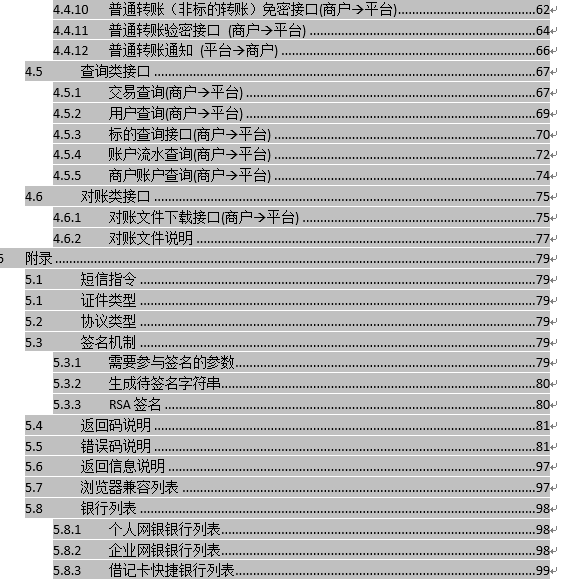 4.4.10 普通转账（非标的转账）免密接口(商户→平台)........62
4.4.11 普通转账验密接口 (商户→平台)........64
4.4.12 普通转账通知 (平台→商户)........66
4.5 查询类接口........67
4.5.1 交易查询(商户→平台)........67
4.5.2 用户查询(商户→平台)........69
4.5.3 标的查询接口(商户→平台)........70
4.5.4 账户流水查询(商户→平台)........72
4.5.5 商户账户查询(商户→平台)........74
4.6 对账类接口........75
4.6.1 对账文件下载接口(商户→平台)........75
4.6.2 对账文件说明........77
附录........79
5.1 短信指令........79
5.1 证件类型........79
5.2 协议类型........79
5.3 签名机制........79
5.3.1 需要参与签名的参数........79
5.3.2 生成待签名字符串........80
5.3.3 RSA 签名........80
5.4 返回码说明........81
5.5 错误码说明........81
5.6 返回信息说明........97
5.7 浏览器兼容列表........97
5.8 银行列表........98
5.8.1 个人网银银行列表........98
5.8.2 企业网银银行列表........98
5.8.3 借记卡快捷银行列表........99